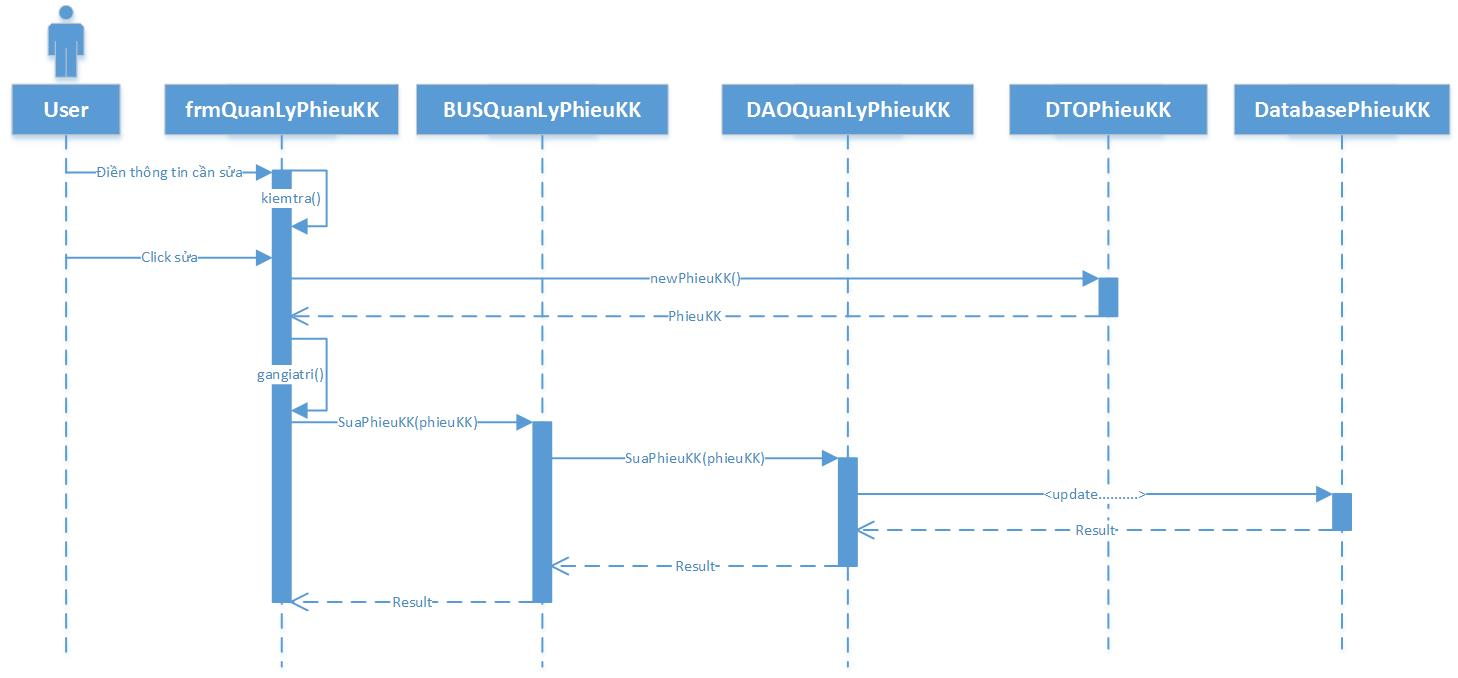 User
frmQuanLyPhieuKK
BUSQuanLyPhieuKK
DAOQuanLyPhieuKK
DTOPhieuKK
DatabasePhieuKK
Điền thông tin cần sửa
kiemtra()
Click sửa
newPhieuKK()
PhieuKK
gangiatri()
SuaPhieuKK(phieuKK)
SuaPhieuKK(phieuKK)
<update..........>
Result
Result
Result